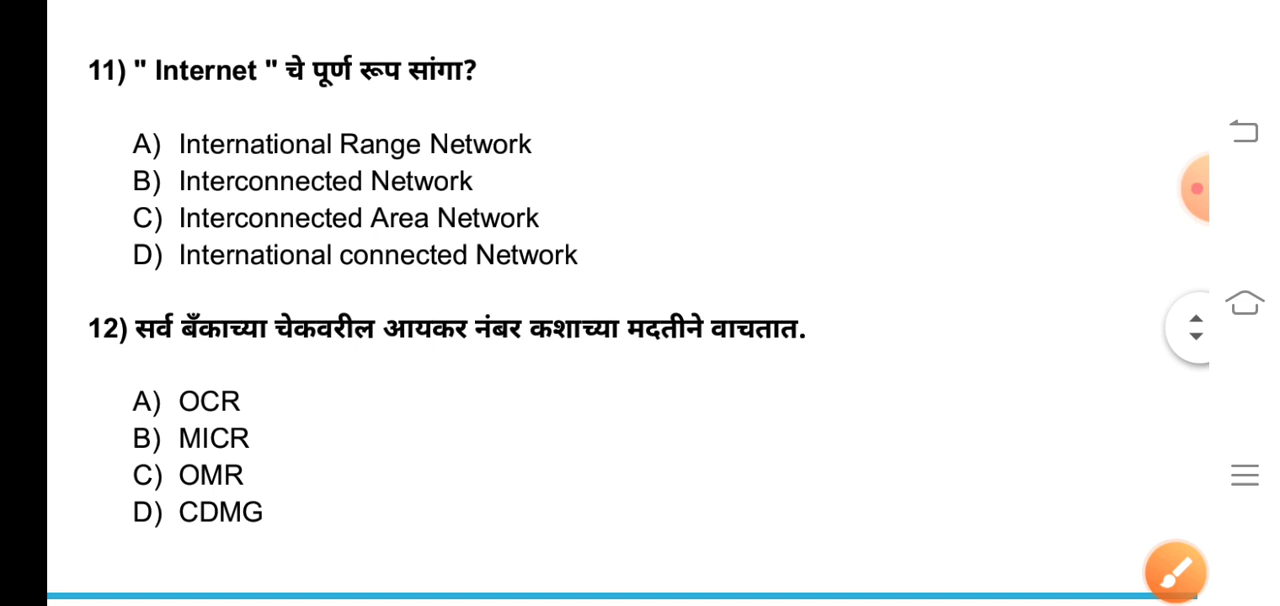 11) " Internet " चे पूर्ण रूप सांगा?
A) International Range Network
B) Interconnected Network
C) Interconnected Area Network
D) International connected Network
12) सर्व बँकाच्या चेकवरील आयकर नंबर कशाच्या मदतीने वाचतात.
A) OCR
B) MICR
C) OMR
D) CDMG